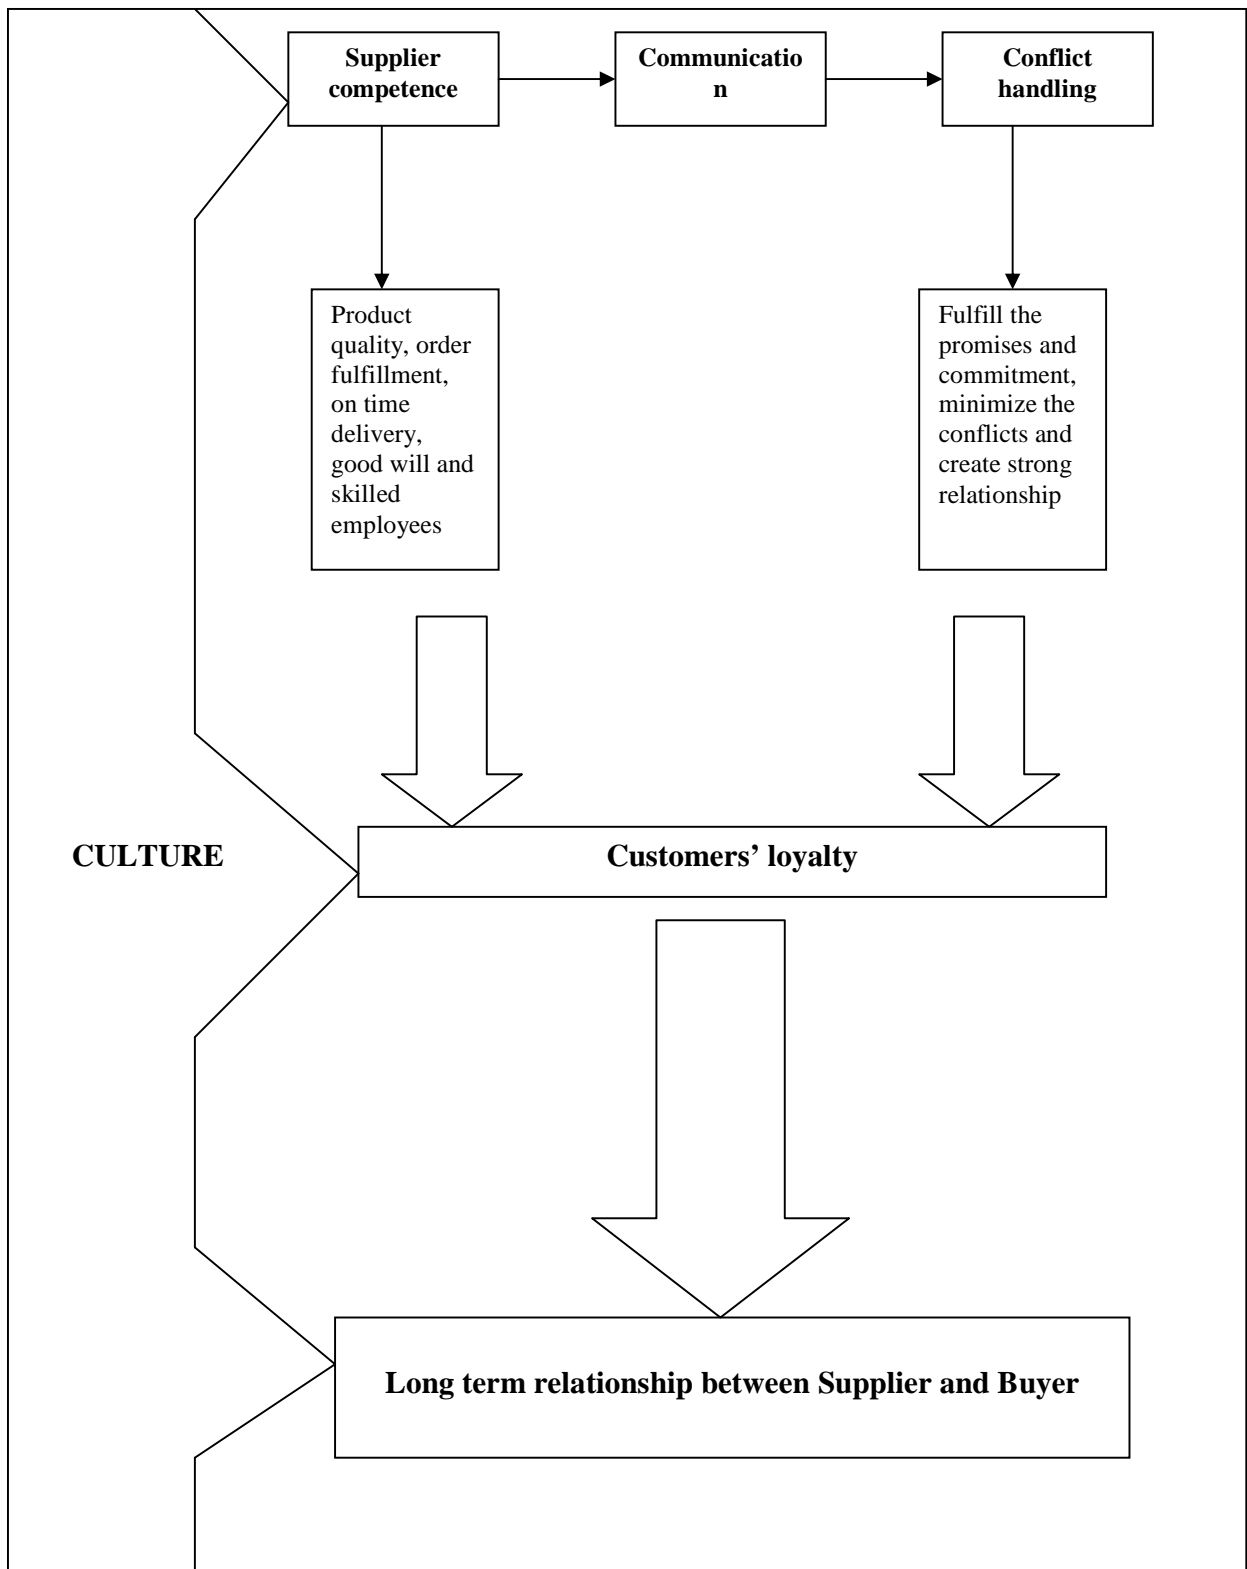 Supplier
competence
Communicatio
n
Conflict
handling
Product
quality, order
fulfillment,
on time
delivery,
good will and
skilled
employees
Fulfill the
promises and
commitment,
minimize the
conflicts and
create strong
relationship
CULTURE
Customers’ loyalty
Long term relationship between Supplier and Buyer